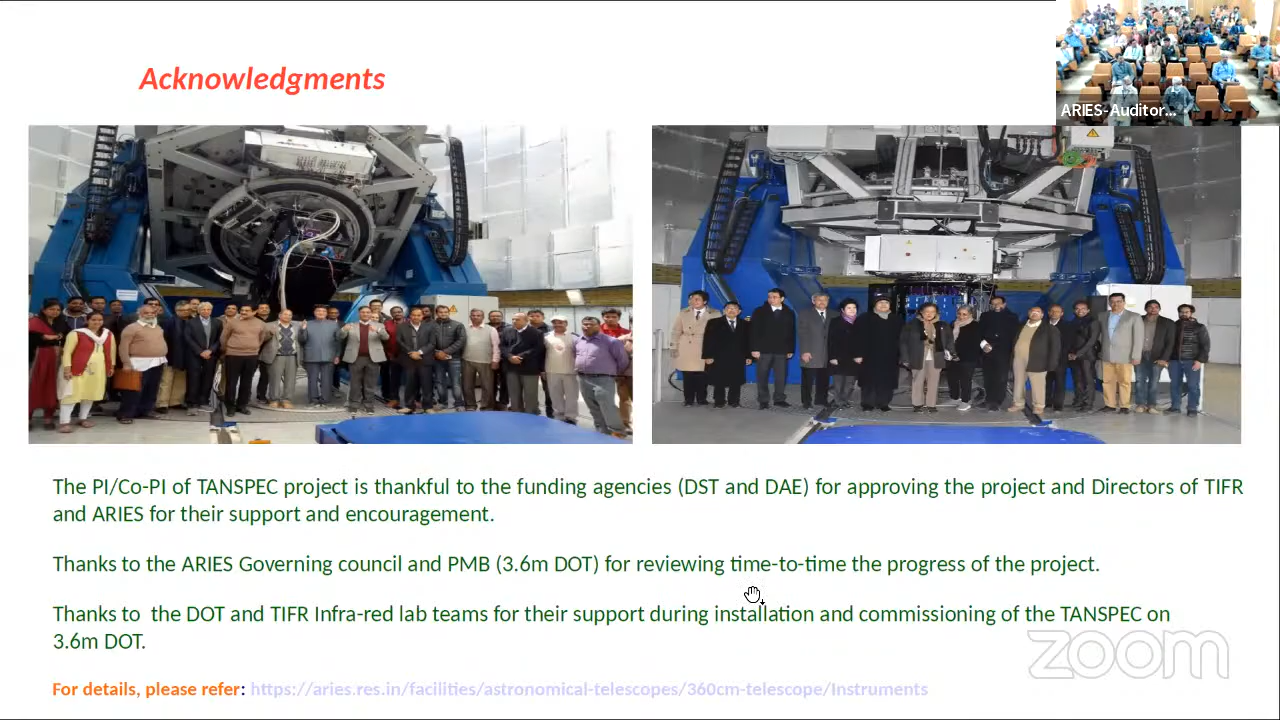 Acknowledgments
ARIES-Auditor...
The PI/Co-PI of TANSPEC project is thankful to the funding agencies (DST and DAE) for approving the project and Directors of TIFR
and ARIES for their support and encouragement.
Thanks to the ARIES Governing council and PMB (3.6m DOT) for reviewing time-to-time the progress of the project.
Thanks to  the DOT and TIFR Infra-red lab teams for their support during installation and commissioning of the TANSPEC on
3.6m DOT.
zoom
For details, please refer: https://aries.res.in/facilities/astronomical-telescopes/360cm-telescope/Instruments